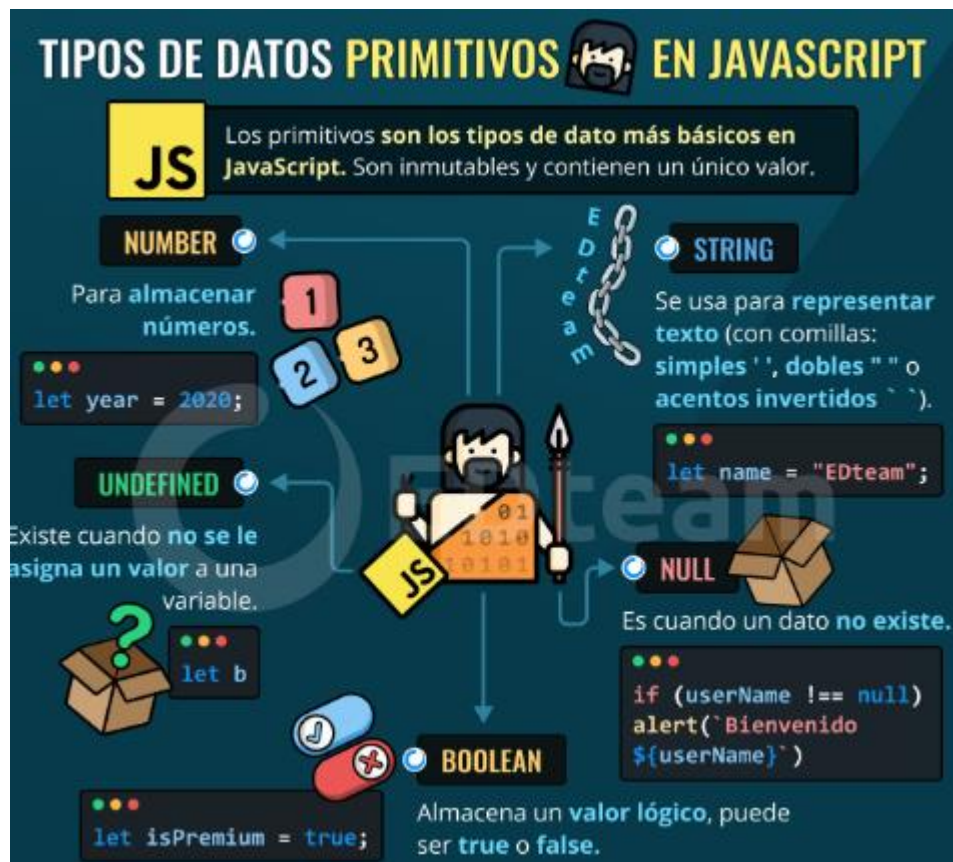 TIPOS DE DATOS PRIMITIVOS EN JAVASCRIPT
JS
Los primitivos son los tipos de dato más básicos en
JavaScript. Son inmutables y contienen un único valor.
NUMBER
Para almacenar
números.
let year = 2020;
1
2
3
EDteam
STRING
Se usa para representar
texto (con comillas:
simples ' ', dobles " " o
acentos invertidos ` `).
let name = "EDteam";
UNDEFINED
Existe cuando no se le
asigna un valor a una
variable.
?
let b
01
1010
10101
JS
EDteam
NULL
Es cuando un dato no existe.
if (userName !== null)
alert(`Bienvenido
${userName}`)
BOOLEAN
Almacena un valor lógico, puede
ser true o false.
let isPremium = true;